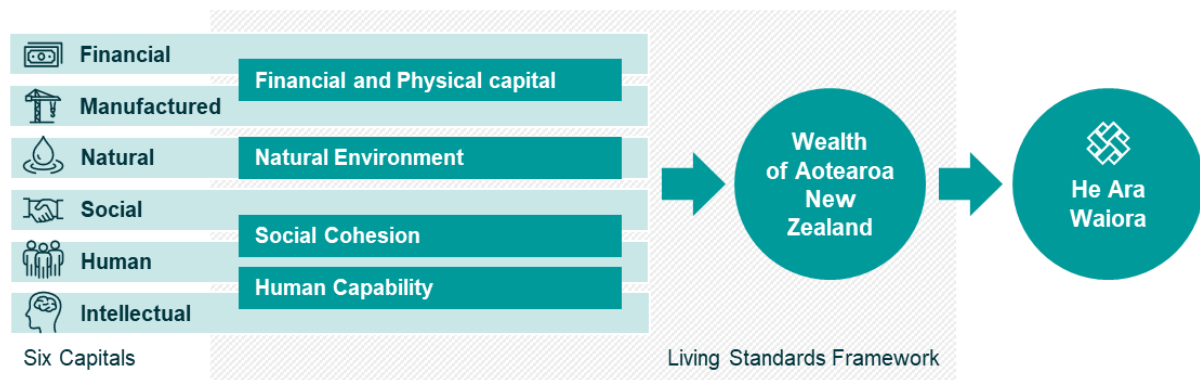 Financial
Financial and Physical capital
Manufactured
Natural
Natural Environment
Social
Social Cohesion
Human
Human Capability
Intellectual
Six Capitals
Wealth
of Aotearoa
New
Zealand
Living Standards Framework
He Ara
Waiora